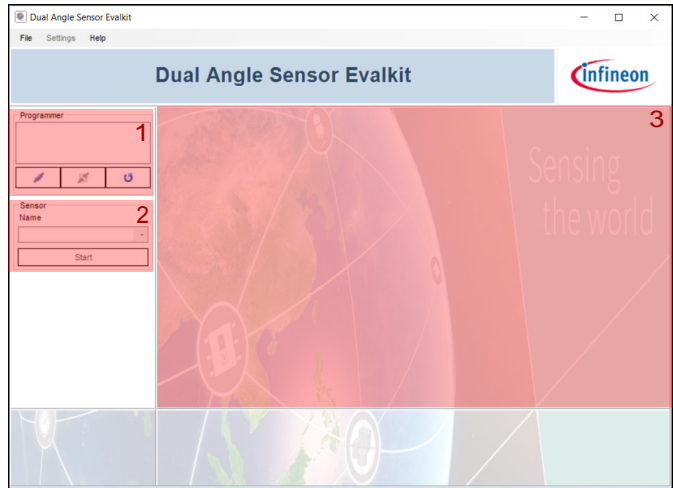 Dual Angle Sensor Evalkit
File Settings Help
Dual Angle Sensor Evalkit
infineon
Programmer
1
2
3
Sensor
Name
Start
Sensing
the world